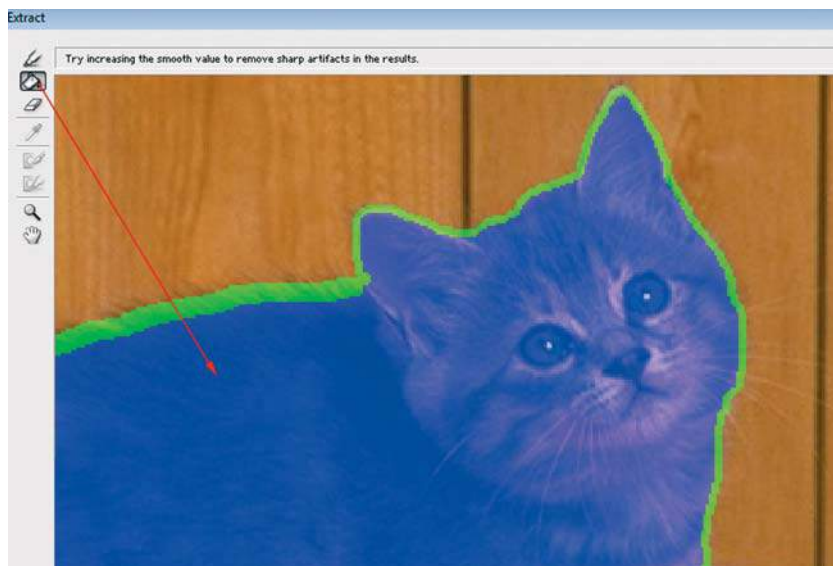 Extract
Try increasing the smooth value to remove sharp artifacts in the results.